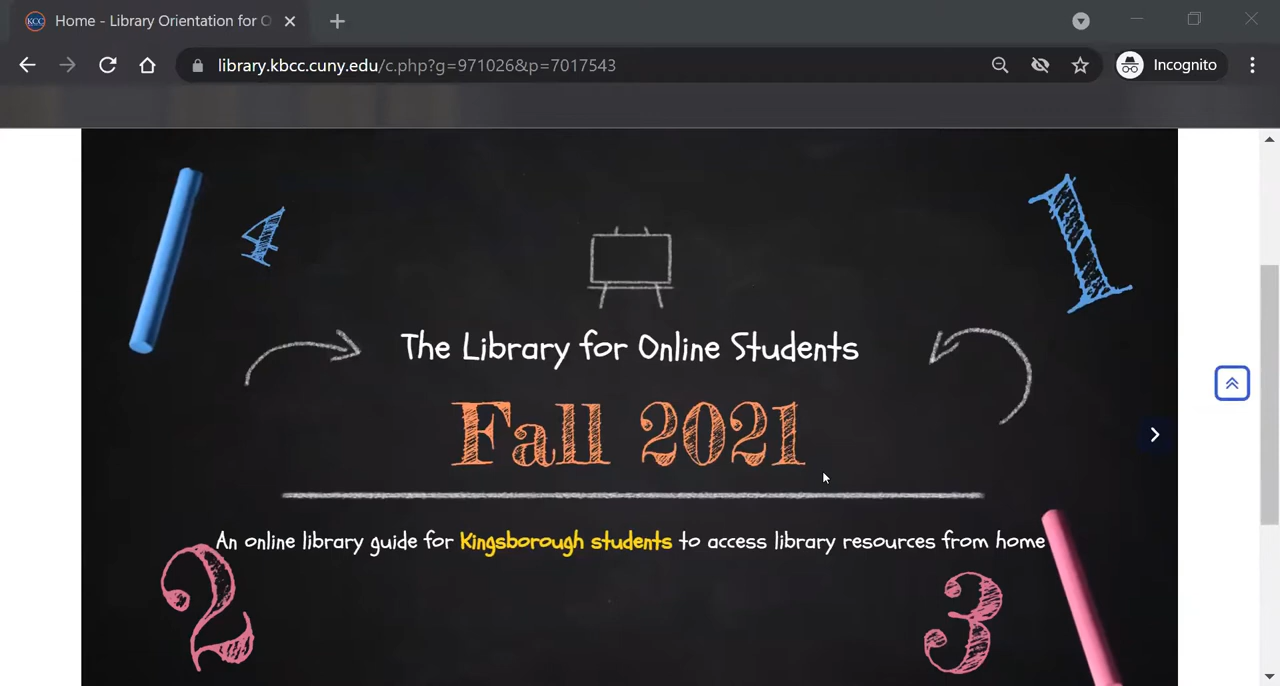 Home - Library Orientation for O
library.kbcc.cuny.edu/c.php?g=971026&p=7017543
Incognito
4
1
The Library for Online Students
Fall 2021
An online library guide for Kingsborough students to access library resources from home
2
3